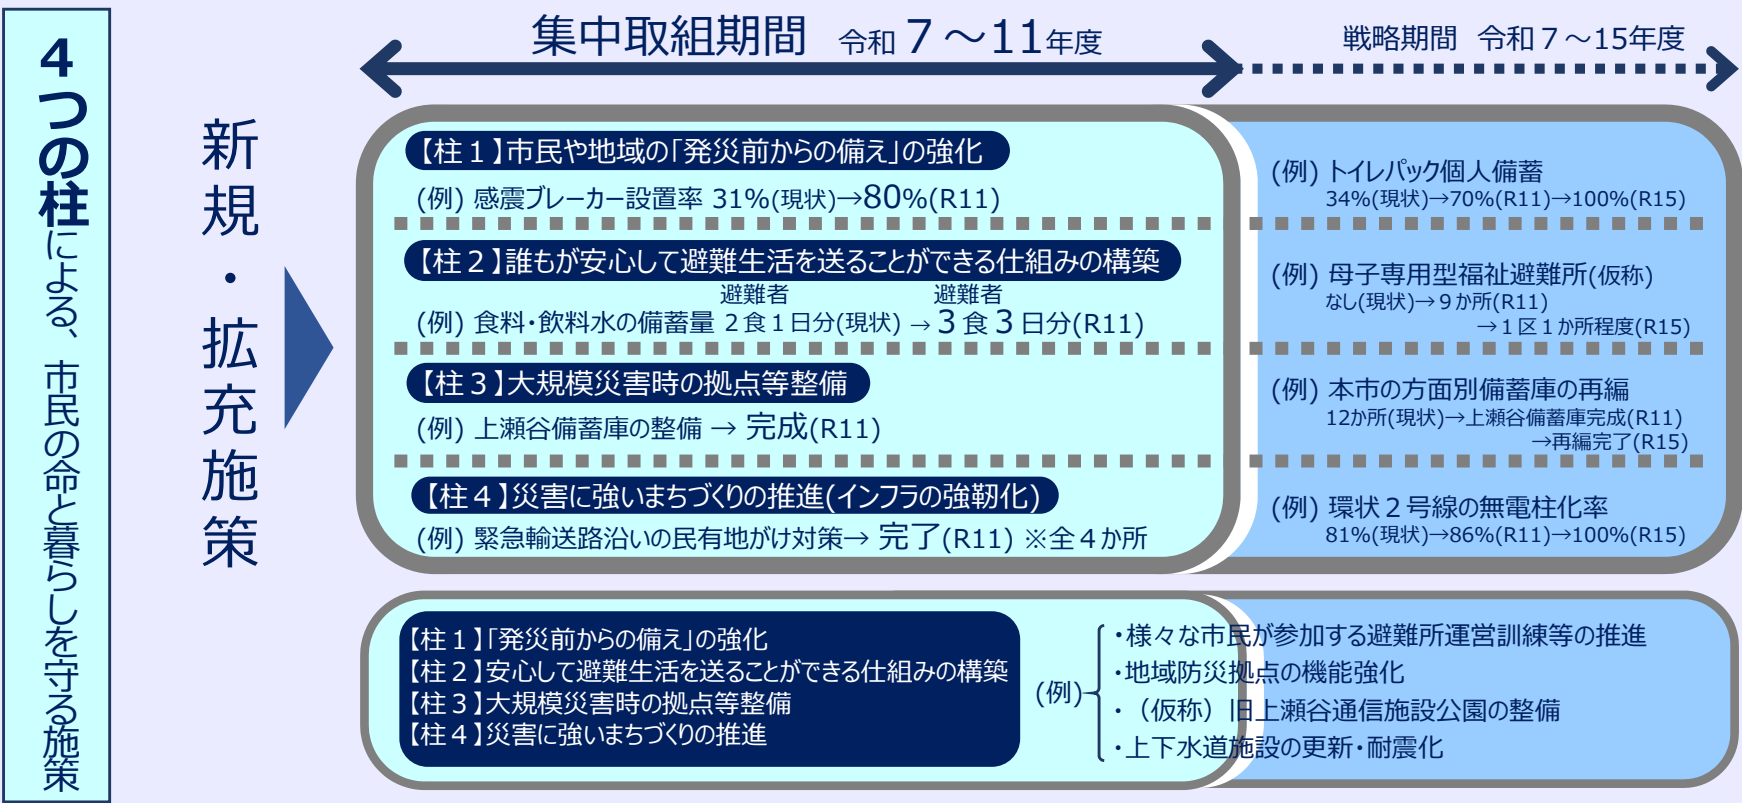 ４つの柱による、市民の命と暮らしを守る施策
新規・拡充施策
集中取組期間 令和７～11年度
戦略期間 令和７～15年度
【柱１】市民や地域の「発災前からの備え」の強化
(例) 感震ブレーカー設置率 31%(現状)→80%(R11)
(例) トイレパック個人備蓄
34%(現状)→70%(R11)→100%(R15)
【柱２】誰もが安心して避難生活を送ることができる仕組みの構築
避難者 避難者
(例) 食料・飲料水の備蓄量 ２食１日分(現状) → ３食３日分(R11)
(例) 母子専用型福祉避難所(仮称)
なし(現状)→９か所(R11)
→１区１か所程度(R15)
【柱３】大規模災害時の拠点等整備
(例) 上瀬谷備蓄庫の整備 → 完成(R11)
(例) 本市の方面別備蓄庫の再編
12か所(現状)→上瀬谷備蓄庫完成(R11)
→再編完了(R15)
【柱４】災害に強いまちづくりの推進(インフラの強靭化)
(例) 緊急輸送路沿いの民有地がけ対策→ 完了(R11) ※全４か所
(例) 環状２号線の無電柱化率
81%(現状)→86%(R11)→100%(R15)
【柱１】「発災前からの備え」の強化
【柱２】安心して避難生活を送ることができる仕組みの構築
【柱３】大規模災害時の拠点等整備
【柱４】災害に強いまちづくりの推進
(例)
・様々な市民が参加する避難所運営訓練等の推進
・地域防災拠点の機能強化
・（仮称）旧上瀬谷通信施設公園の整備
・上下水道施設の更新・耐震化